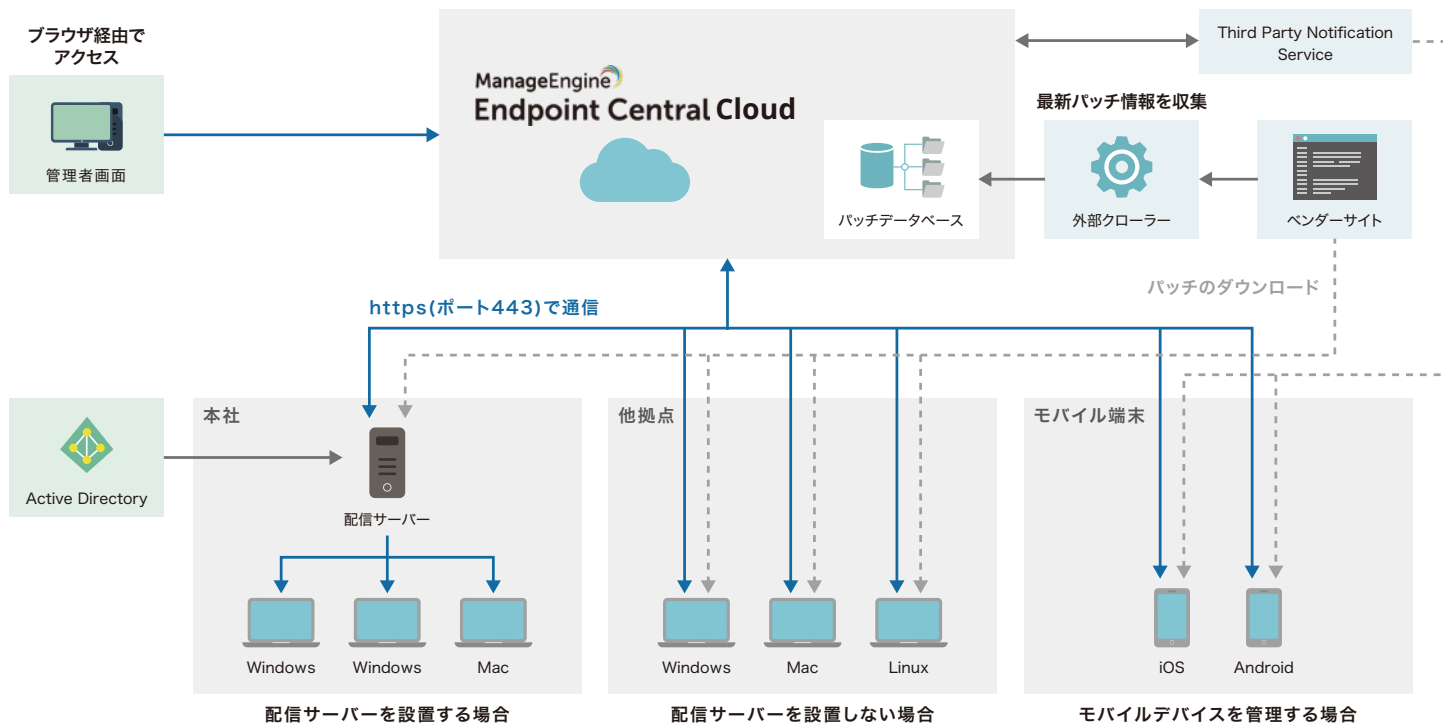 ブラウザ経由で
アクセス
管理者画面
ManageEngine
Endpoint Central Cloud
Third Party Notification
Service
最新パッチ情報を収集
パッチデータベース
外部クローラー
ベンダーサイト
パッチのダウンロード
https(ポート443)で通信
Active Directory
本社
配信サーバー
Windows
Windows
Mac
配信サーバーを設置する場合
他拠点
Windows
Mac
Linux
配信サーバーを設置しない場合
モバイル端末
iOS
Android
モバイルデバイスを管理する場合